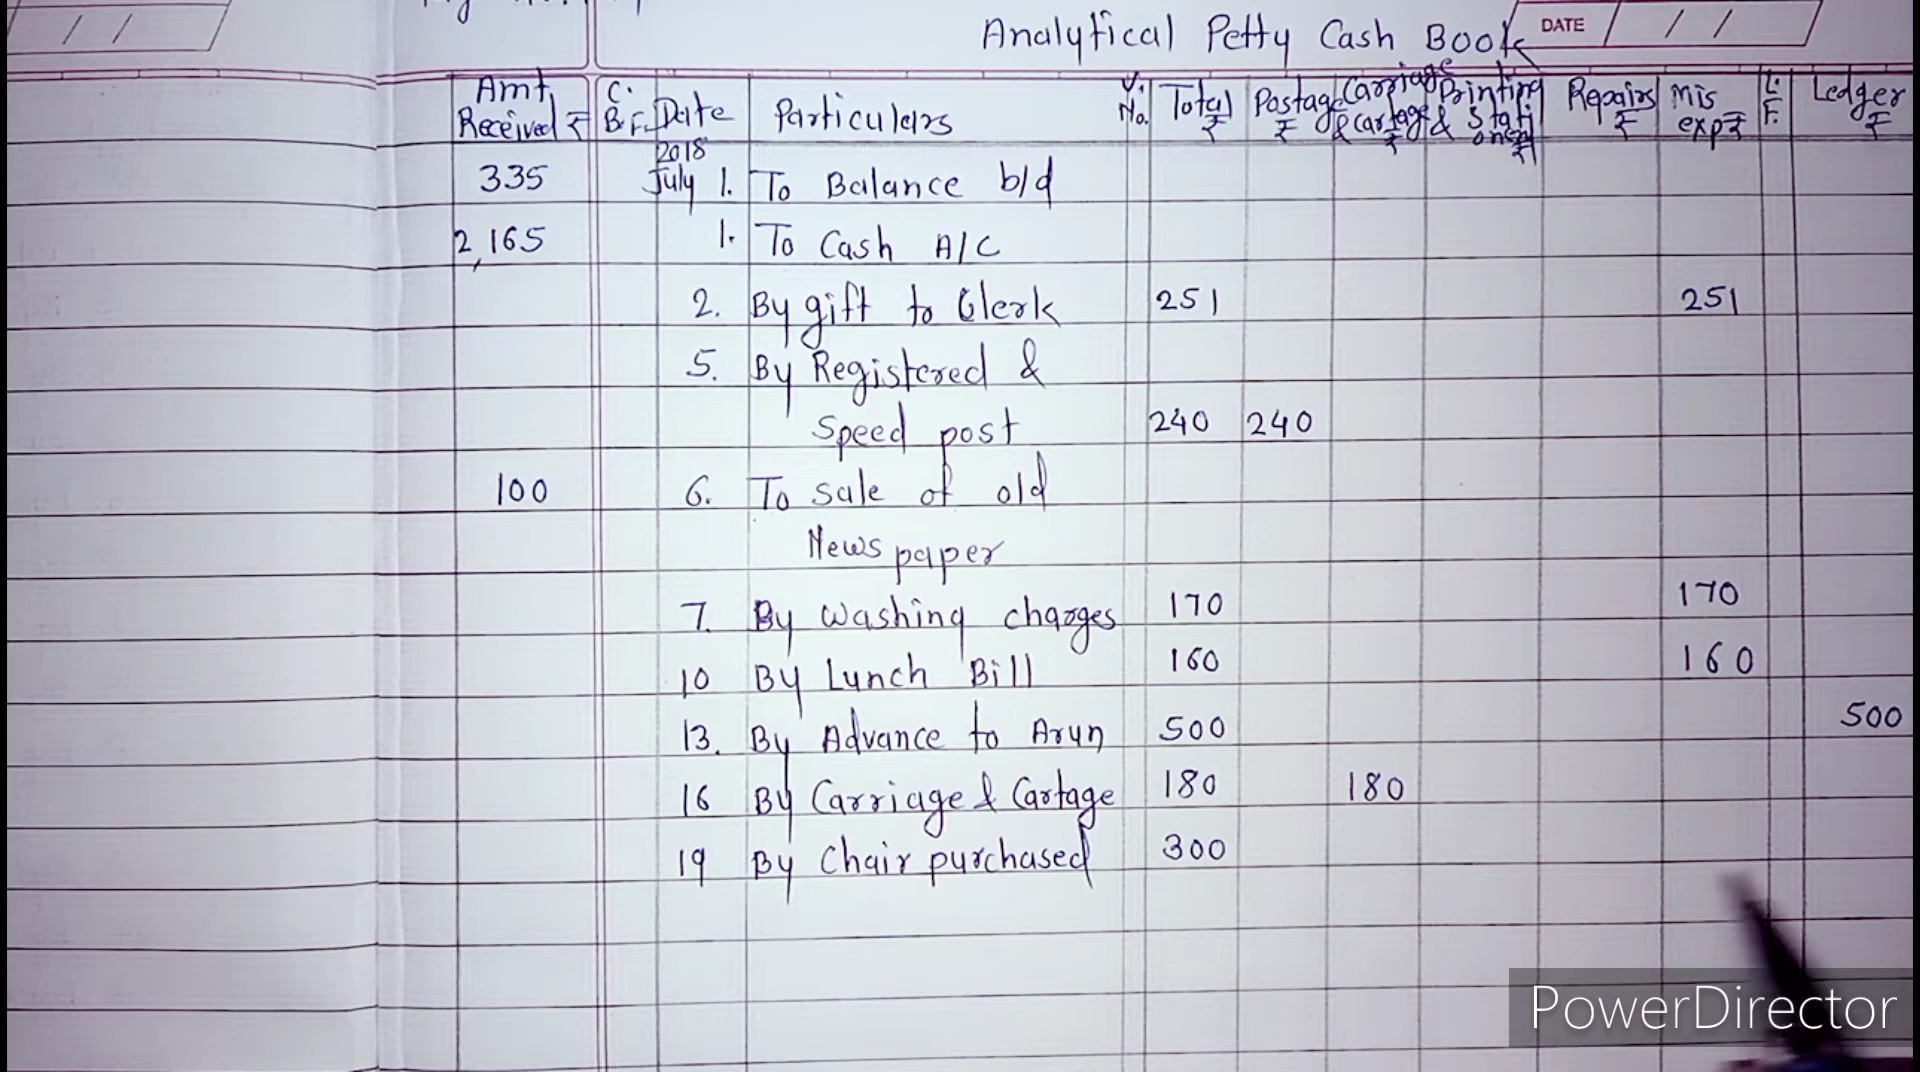 Analytical Petty Cash Book
DATE / /
/ /
Amt Received ₹ C.B.F. Date Particulars V. No. Total ₹ Postage ₹ Carriage & Cartage ₹ Printing & Stationery ₹ Repairs ₹ Mis exp ₹ L.F. Ledger ₹
2018
335 July 1. To Balance b/d
2,165 1. To Cash A/C
2. By gift to Clerk 251 251
5. By Registered &
Speed post 240 240
100 6. To sale of old
News paper
7. By Washing charges 170 170
10 By Lunch Bill 160 160
13. By Advance to Arun 500 500
16 By Carriage & Cartage 180 180
19 By Chair purchased 300
PowerDirector